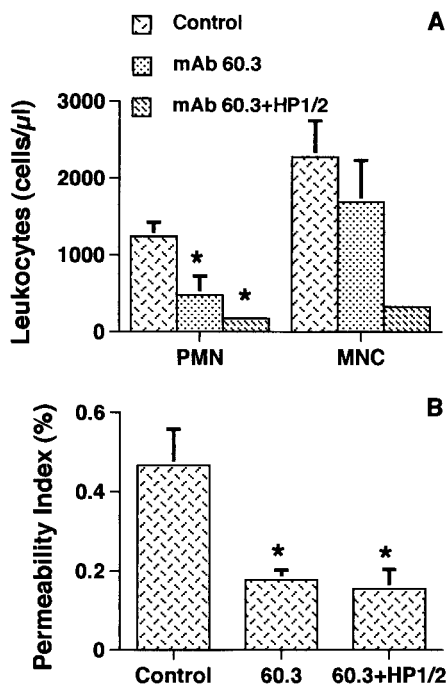 Control
A
mAb 60.3
mAb 60.3+HP1/2
Leukocytes (cells/µl)
3000
2000
1000
0
*
*
PMN
MNC
B
Permeability Index (%)
0.6
0.4
0.2
0
*
*
Control
60.3
60.3+HP1/2